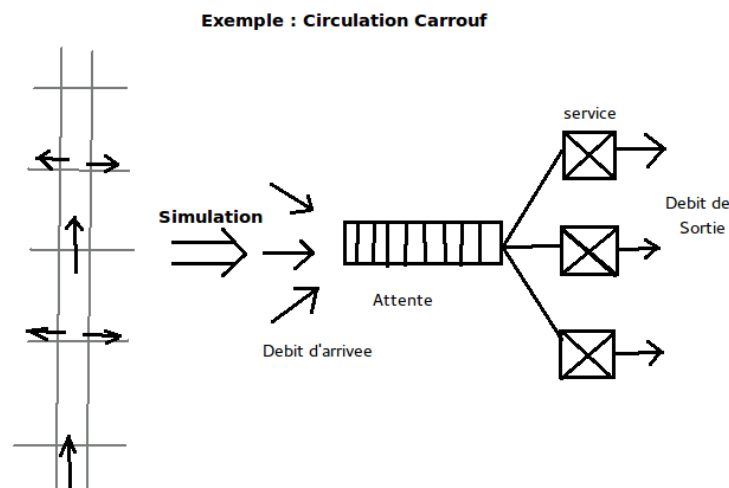 Exemple : Circulation Carrouf
service
Simulation
Debit de
Sortie
Attente
Debit d'arrivee